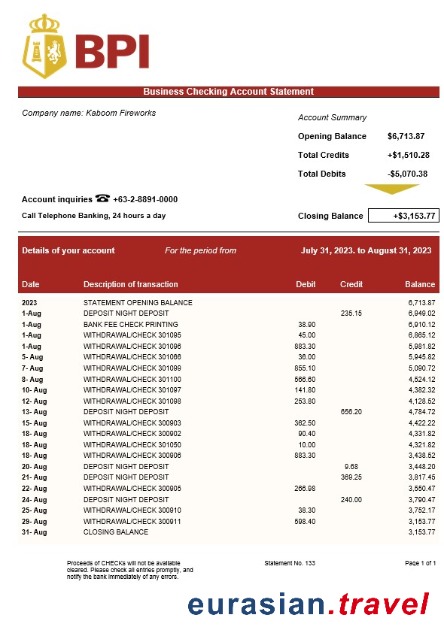 BPI
Business Checking Account Statement
Company name: Kaboom Fireworks
Account Summary
Opening Balance $6,713.87
Total Credits +$1,510.28
Total Debits -$5,070.38
Account inquiries ☎ +63-2-8891-0000
Call Telephone Banking, 24 hours a day
Closing Balance +$3,153.77
Details of your account For the period from July 31, 2023. to August 31, 2023
Date Description of transaction Debit Credit Balance
2023 STATEMENT OPENING BALANCE 6,713.87
1-Aug DEPOSIT NIGHT DEPOSIT 235.15 6,949.02
1-Aug BANK FEE CHECK PRINTING 38.90 6,910.12
1-Aug WITHDRAWAL/CHECK 301095 45.00 6,865.12
1-Aug WITHDRAWAL/CHECK 301096 883.30 5,981.82
5- Aug WITHDRAWAL/CHECK 301066 36.00 5,945.82
7- Aug WITHDRAWAL/CHECK 301099 855.10 5,090.72
8- Aug WITHDRAWAL/CHECK 301100 566.60 4,524.12
10- Aug WITHDRAWAL/CHECK 301097 141.80 4,382.32
12- Aug WITHDRAWAL/CHECK 301098 253.80 4,128.52
13- Aug DEPOSIT NIGHT DEPOSIT 656.20 4,784.72
15- Aug WITHDRAWAL/CHECK 300903 362.50 4,422.22
18- Aug WITHDRAWAL/CHECK 300902 90.40 4,331.82
18- Aug WITHDRAWAL/CHECK 301050 10.00 4,321.82
18- Aug WITHDRAWAL/CHECK 300906 883.30 3,438.52
20- Aug DEPOSIT NIGHT DEPOSIT 9.68 3,448.20
21- Aug DEPOSIT NIGHT DEPOSIT 369.25 3,817.45
22- Aug WITHDRAWAL/CHECK 300905 266.98 3,550.47
24- Aug DEPOSIT NIGHT DEPOSIT 240.00 3,790.47
25- Aug WITHDRAWAL/CHECK 300910 38.30 3,752.17
29- Aug WITHDRAWAL/CHECK 300911 598.40 3,153.77
31- Aug CLOSING BALANCE 3,153.77
Proceeds of CHECKs will not be available Statement No. 133 Page 1 of 1
cleared. Please check all entries promptly, and
notify the bank immediately of any errors.
eurasian.travel